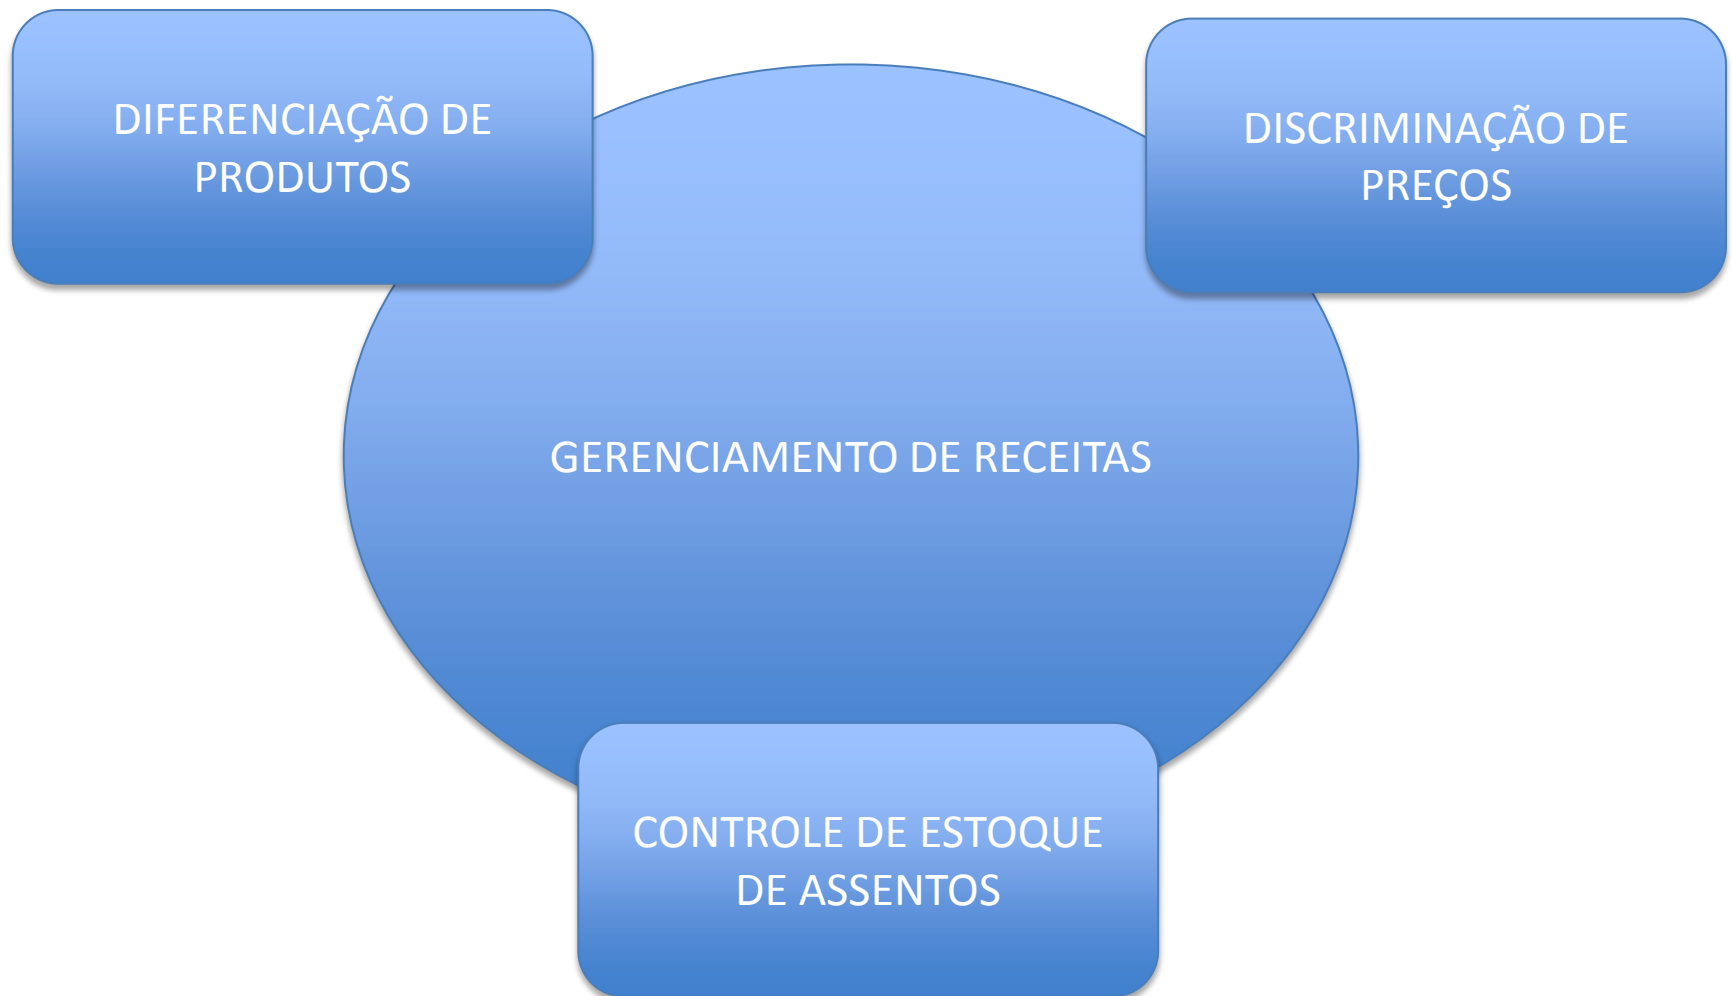 DIFERENCIAÇÃO DE
PRODUTOS
DISCRIMINAÇÃO DE
PREÇOS
GERENCIAMENTO DE RECEITAS
CONTROLE DE ESTOQUE
DE ASSENTOS